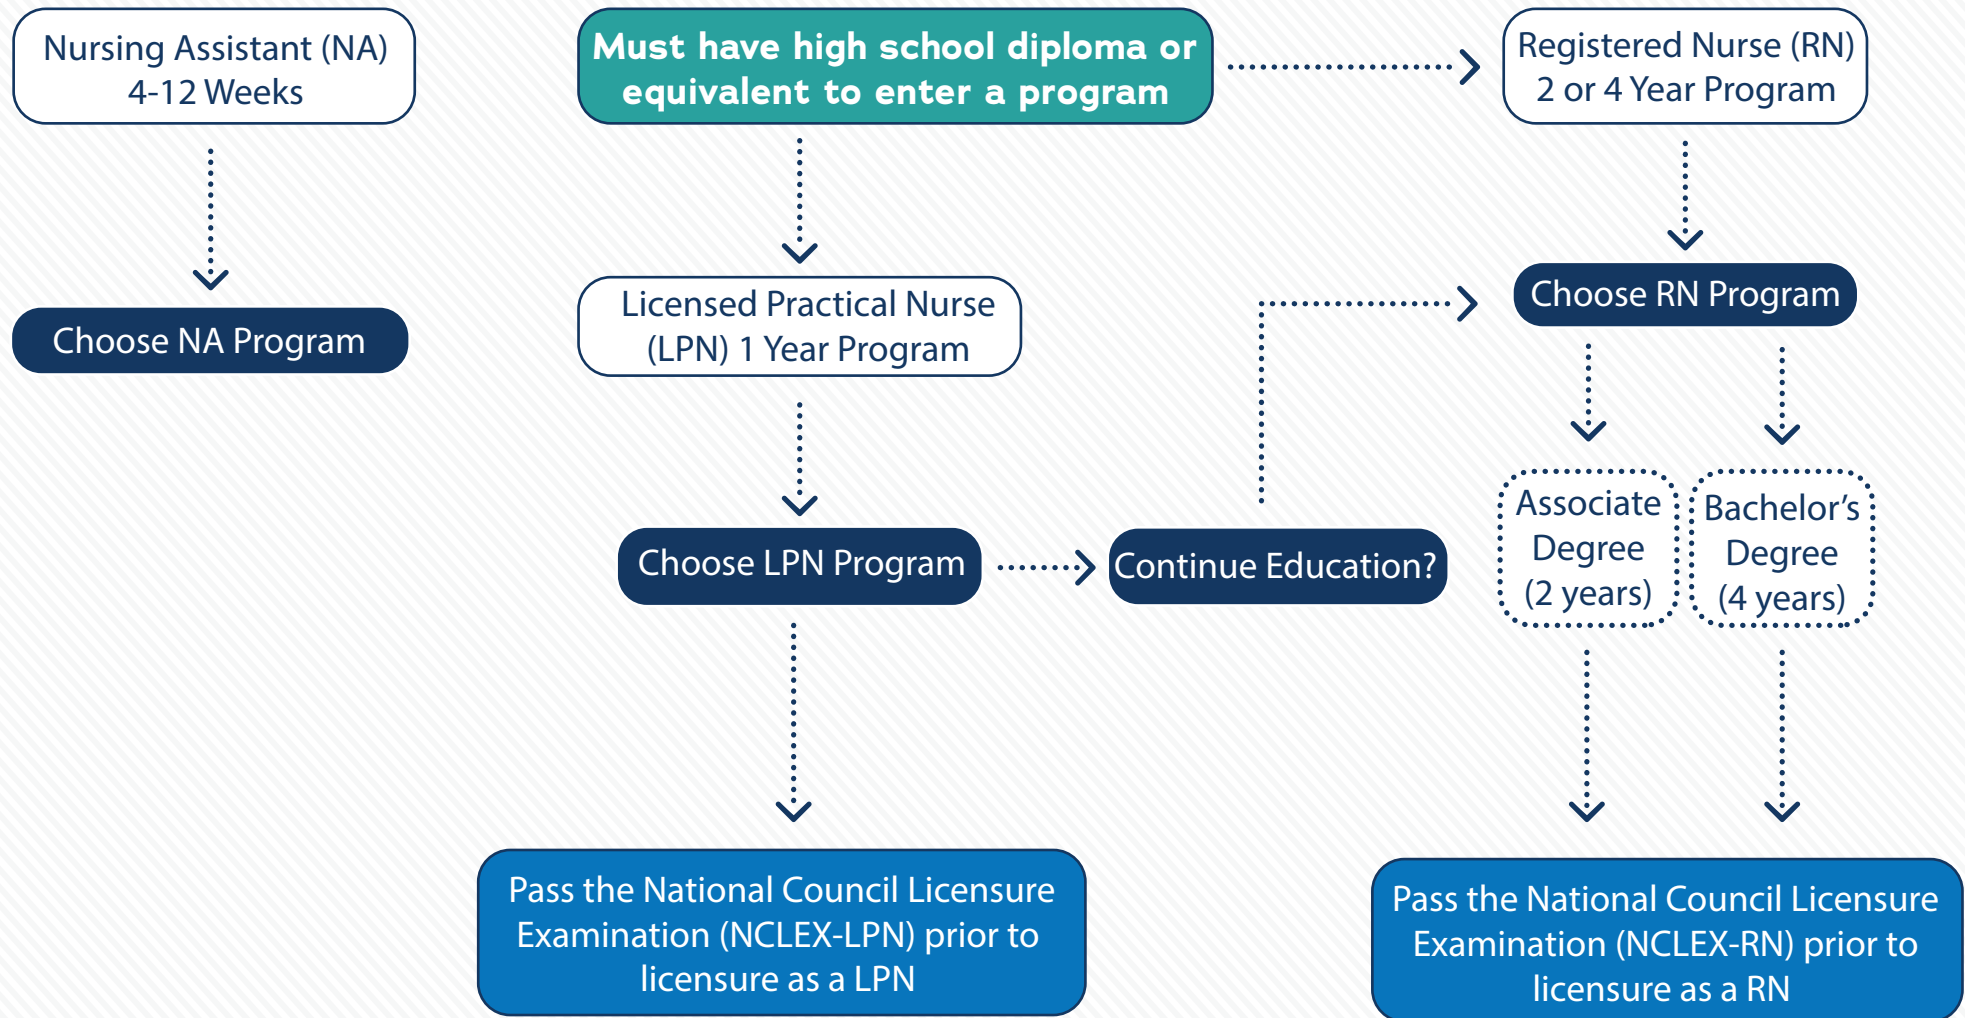 Nursing Assistant (NA)
4-12 Weeks
Choose NA Program
Must have high school diploma or
equivalent to enter a program
Licensed Practical Nurse
(LPN) 1 Year Program
Choose LPN Program
Continue Education?
Pass the National Council Licensure
Examination (NCLEX-LPN) prior to
licensure as a LPN
Registered Nurse (RN)
2 or 4 Year Program
Choose RN Program
Associate
Degree
(2 years)
Bachelor’s
Degree
(4 years)
Pass the National Council Licensure
Examination (NCLEX-RN) prior to
licensure as a RN